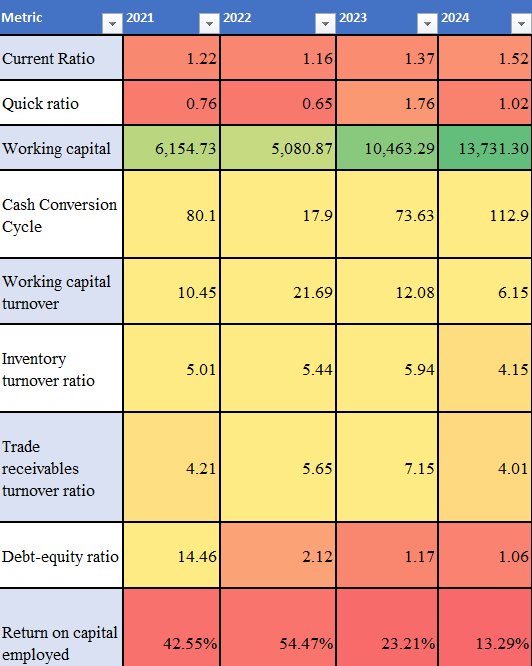 Metric 2021 2022 2023 2024
Current Ratio 1.22 1.16 1.37 1.52
Quick ratio 0.76 0.65 1.76 1.02
Working capital 6,154.73 5,080.87 10,463.29 13,731.30
Cash Conversion
Cycle 80.1 17.9 73.63 112.9
Working capital
turnover 10.45 21.69 12.08 6.15
Inventory
turnover ratio 5.01 5.44 5.94 4.15
Trade
receivables
turnover ratio 4.21 5.65 7.15 4.01
Debt-equity ratio 14.46 2.12 1.17 1.06
Return on capital
employed 42.55% 54.47% 23.21% 13.29%